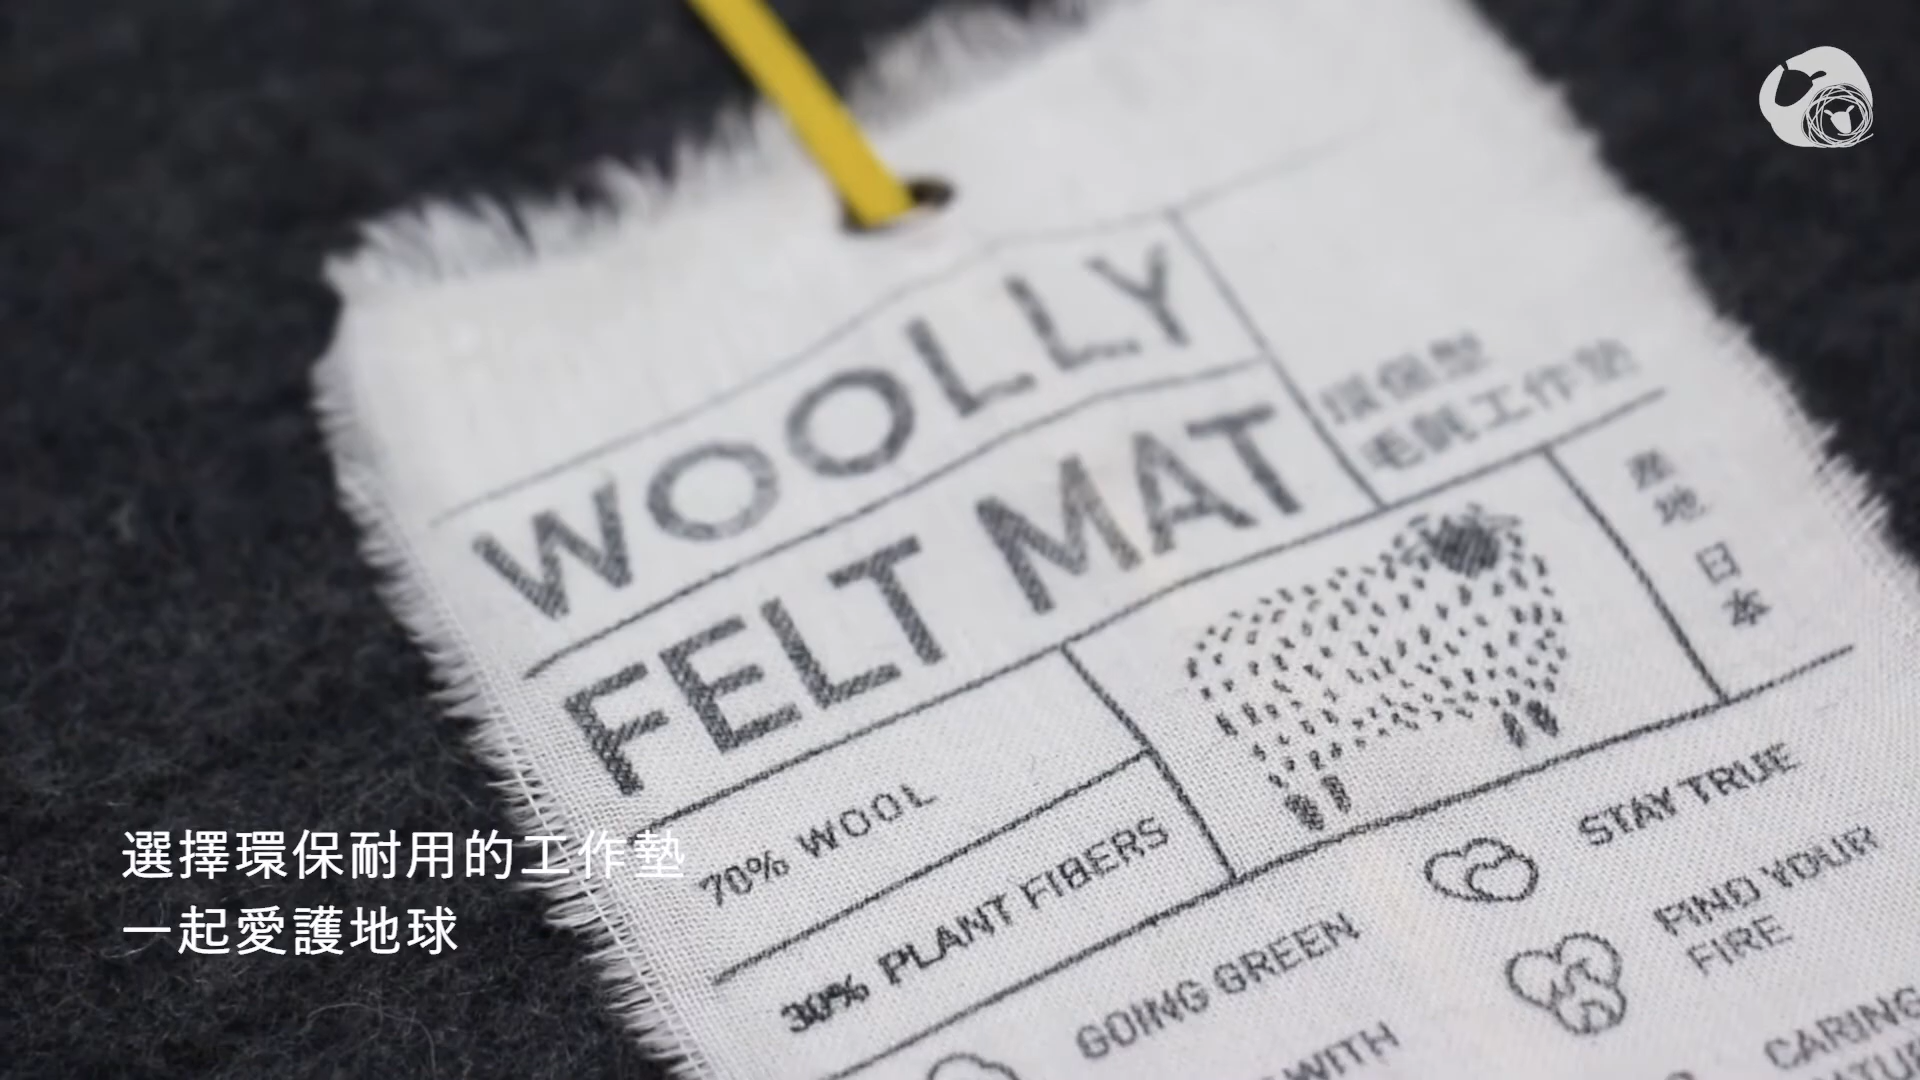 WOOLLY
FELT MAT
環保型
毛氈工作墊
產地 日本
70% WOOL
30% PLANT FIBERS
STAY TRUE
FIND YOUR
FIRE
GOING GREEN
WITH
CARING
選擇環保耐用的工作墊
一起愛護地球